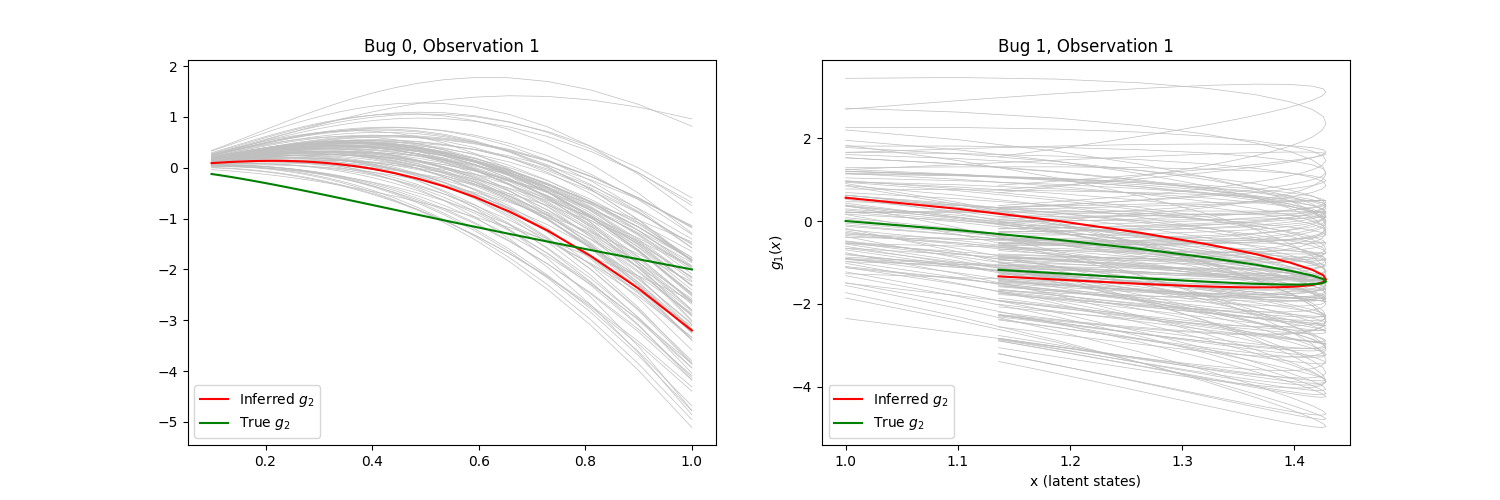 Bug 0, Observation 1
2
1
0
−1
−2
−3
−4
−5
0.2 0.4 0.6 0.8 1.0
Inferred g₂
True g₂
Bug 1, Observation 1
g₁(x)
2
0
−2
−4
1.0 1.1 1.2 1.3 1.4
x (latent states)
Inferred g₂
True g₂